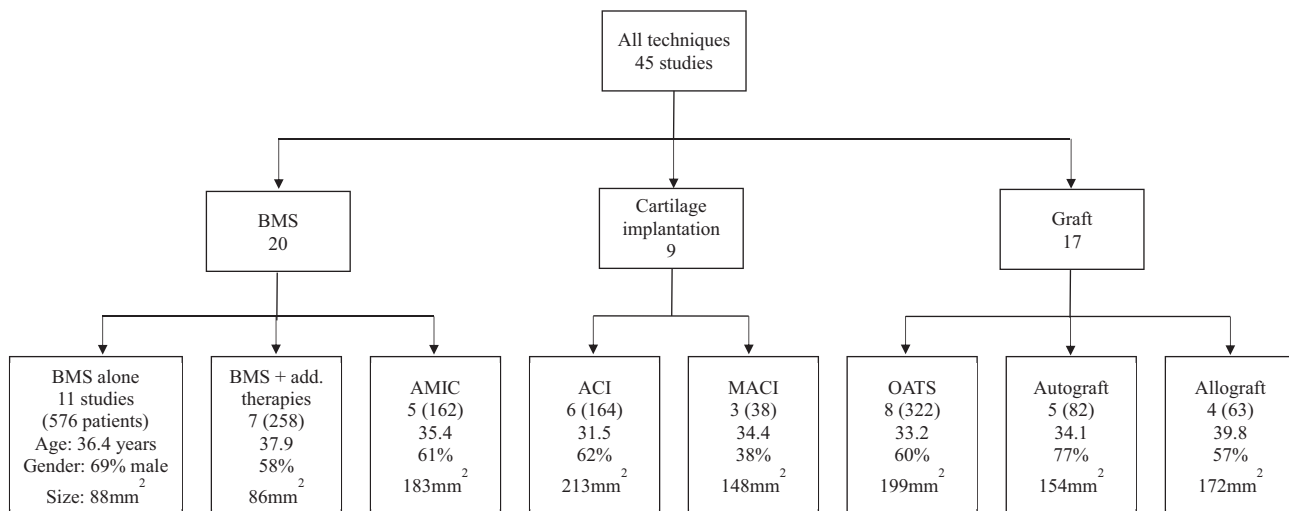 All techniques
45 studies
BMS
20
Cartilage
implantation
9
Graft
17
BMS alone
11 studies
(576 patients)
Age: 36.4 years
Gender: 69% male
Size: 88mm²
BMS + add.
therapies
7 (258)
37.9
58%
86mm²
AMIC
5 (162)
35.4
61%
183mm²
ACI
6 (164)
31.5
62%
213mm²
MACI
3 (38)
34.4
38%
148mm²
OATS
8 (322)
33.2
60%
199mm²
Autograft
5 (82)
34.1
77%
154mm²
Allograft
4 (63)
39.8
57%
172mm²